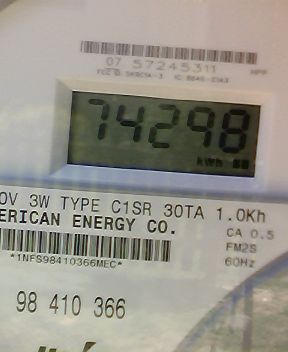 07 57245311
74298
kWh
0V 3W TYPE C1SR 30TA 1.0Kh
ERICAN ENERGY CO.
CA 0.5
FM2S
*1NFS98410366MEC*
60Hz
98 410 366